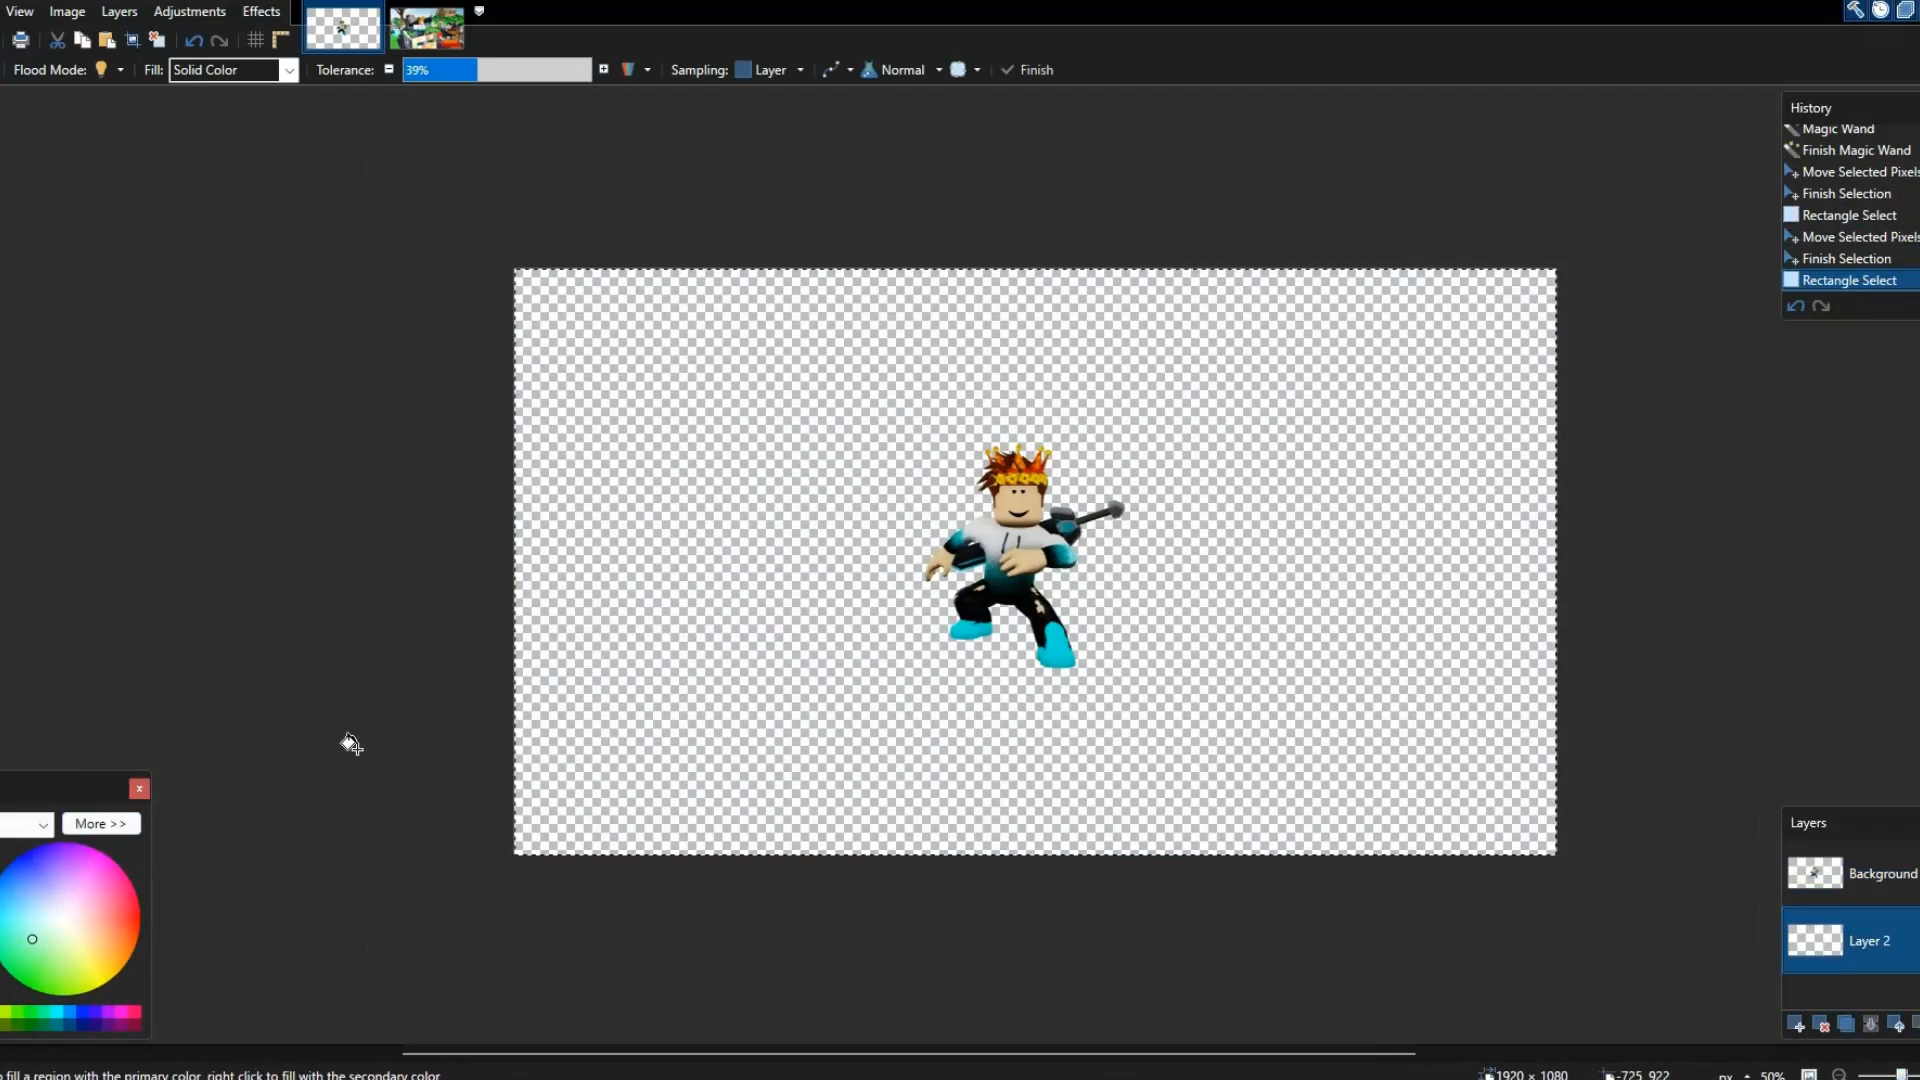 View Image Layers Adjustments Effects
Flood Mode: Fill: Solid Color Tolerance: 39% Sampling: Layer Normal Finish
History
Magic Wand
Finish Magic Wand
Move Selected Pixels
Finish Selection
Rectangle Select
Move Selected Pixels
Finish Selection
Rectangle Select
More >>
Layers
Background
Layer 2
fill a region with the primary color, right click to fill with the secondary color
1920 × 1080 -725, 922 px 50%